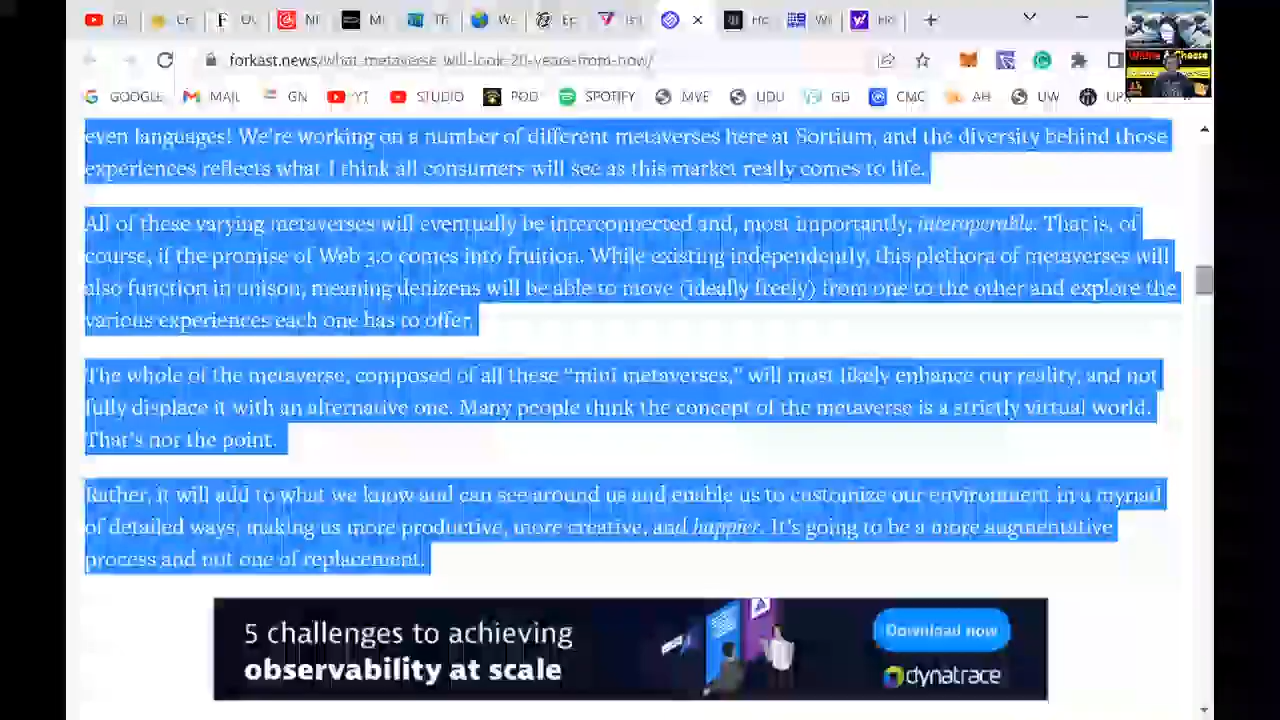 forkast.news/what-metaverse-will-look-20-years-from-now/
GOOGLE MAIL GN YT STUDIO POD SPOTIFY MVE UDU GD CMC AH UW UPX
even languages! We're working on a number of different metaverses here at Sortium, and the diversity behind those
experiences reflects what I think all consumers will see as this market really comes to life.
All of these varying metaverses will eventually be interconnected and, most importantly, interoperable. That is, of
course, if the promise of Web 3.0 comes into fruition. While existing independently, this plethora of metaverses will
also function in unison, meaning denizens will be able to move (ideally freely) from one to the other and explore the
various experiences each one has to offer.
The whole of the metaverse, composed of all these “mini metaverses,” will most likely enhance our reality, and not
fully displace it with an alternative one. Many people think the concept of the metaverse is a strictly virtual world.
That's not the point.
Rather, it will add to what we know and can see around us and enable us to customize our environment in a myriad
of detailed ways, making us more productive, more creative, and happier. It's going to be a more augmentative
process and not one of replacement.
5 challenges to achieving
observability at scale
Download now
dynatrace